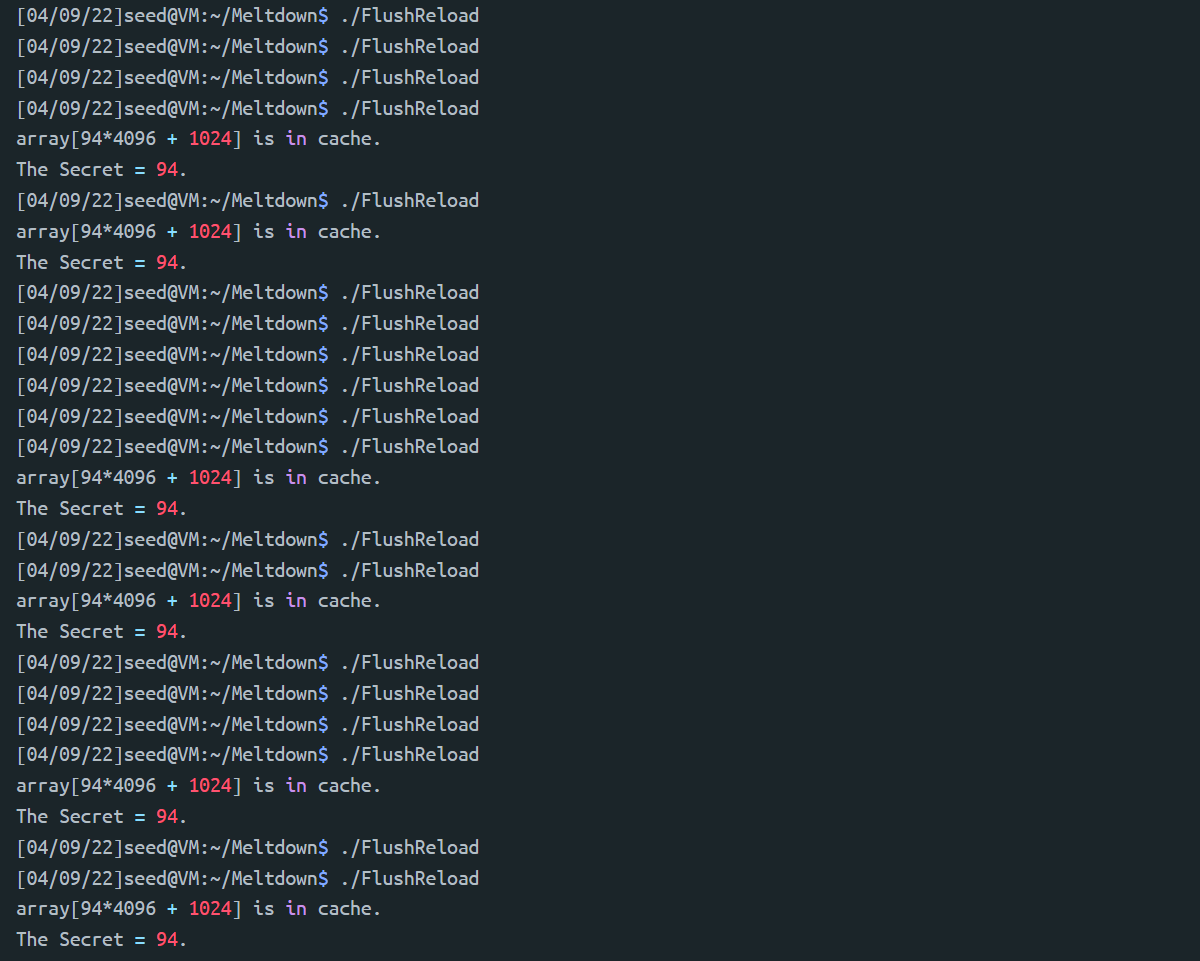 [04/09/22]seed@VM:~/Meltdown$ ./FlushReload
[04/09/22]seed@VM:~/Meltdown$ ./FlushReload
[04/09/22]seed@VM:~/Meltdown$ ./FlushReload
[04/09/22]seed@VM:~/Meltdown$ ./FlushReload
array[94*4096 + 1024] is in cache.
The Secret = 94.
[04/09/22]seed@VM:~/Meltdown$ ./FlushReload
array[94*4096 + 1024] is in cache.
The Secret = 94.
[04/09/22]seed@VM:~/Meltdown$ ./FlushReload
[04/09/22]seed@VM:~/Meltdown$ ./FlushReload
[04/09/22]seed@VM:~/Meltdown$ ./FlushReload
[04/09/22]seed@VM:~/Meltdown$ ./FlushReload
[04/09/22]seed@VM:~/Meltdown$ ./FlushReload
[04/09/22]seed@VM:~/Meltdown$ ./FlushReload
array[94*4096 + 1024] is in cache.
The Secret = 94.
[04/09/22]seed@VM:~/Meltdown$ ./FlushReload
[04/09/22]seed@VM:~/Meltdown$ ./FlushReload
array[94*4096 + 1024] is in cache.
The Secret = 94.
[04/09/22]seed@VM:~/Meltdown$ ./FlushReload
[04/09/22]seed@VM:~/Meltdown$ ./FlushReload
[04/09/22]seed@VM:~/Meltdown$ ./FlushReload
[04/09/22]seed@VM:~/Meltdown$ ./FlushReload
array[94*4096 + 1024] is in cache.
The Secret = 94.
[04/09/22]seed@VM:~/Meltdown$ ./FlushReload
[04/09/22]seed@VM:~/Meltdown$ ./FlushReload
array[94*4096 + 1024] is in cache.
The Secret = 94.